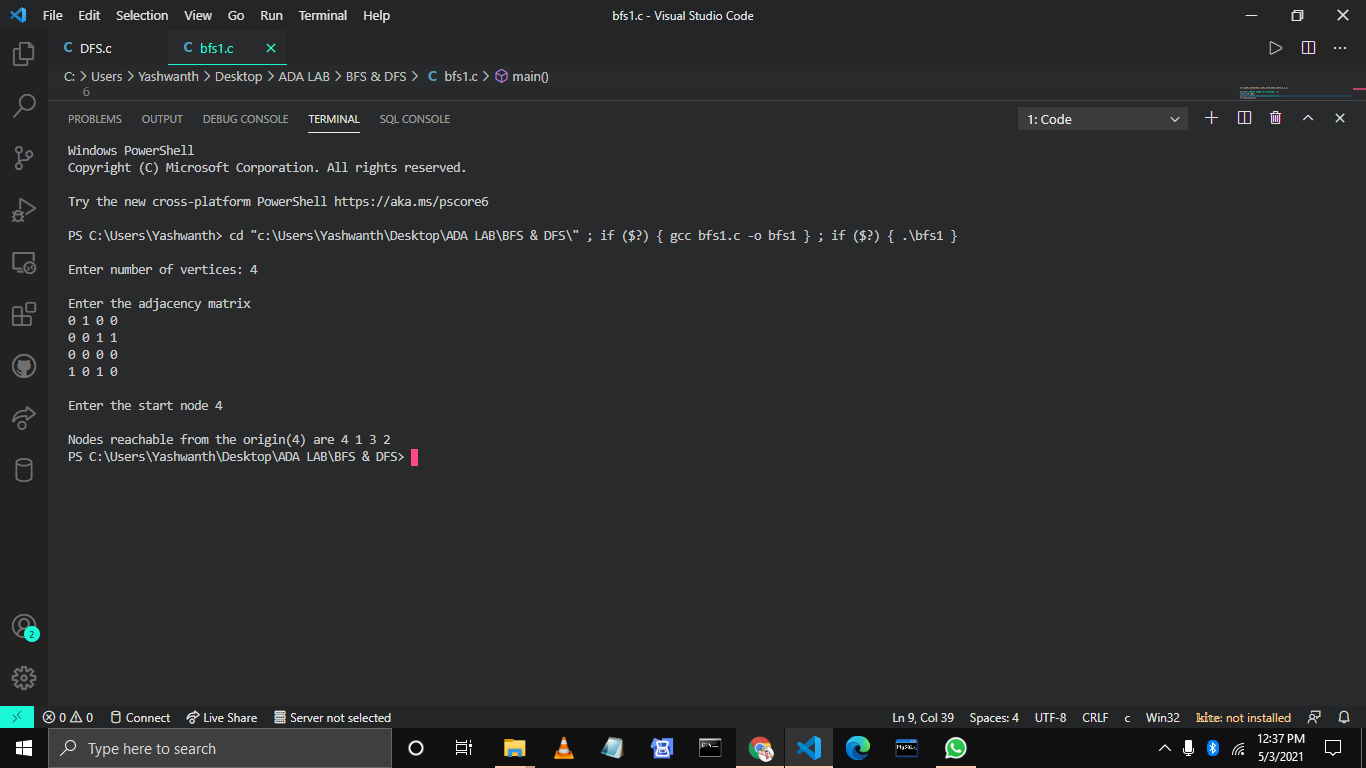 File Edit Selection View Go Run Terminal Help bfs1.c - Visual Studio Code
C DFS.c C bfs1.c
C: > Users > Yashwanth > Desktop > ADA LAB > BFS & DFS > C bfs1.c > main()
6
PROBLEMS OUTPUT DEBUG CONSOLE TERMINAL SQL CONSOLE 1: Code
Windows PowerShell
Copyright (C) Microsoft Corporation. All rights reserved.
Try the new cross-platform PowerShell https://aka.ms/pscore6
PS C:\Users\Yashwanth> cd "c:\Users\Yashwanth\Desktop\ADA LAB\BFS & DFS\" ; if ($?) { gcc bfs1.c -o bfs1 } ; if ($?) { .\bfs1 }
Enter number of vertices: 4
Enter the adjacency matrix
0 1 0 0
0 0 1 1
0 0 0 0
1 0 1 0
Enter the start node 4
Nodes reachable from the origin(4) are 4 1 3 2
PS C:\Users\Yashwanth\Desktop\ADA LAB\BFS & DFS>
2
0 0 Connect Live Share Server not selected Ln 9, Col 39 Spaces: 4 UTF-8 CRLF c Win32 kite: not installed
Type here to search 12:37 PM
5/3/2021